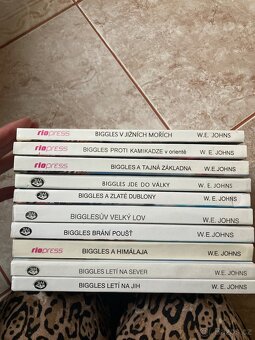 riopress BIGGLES V JIŽNÍCH MOŘÍCH W.E. JOHNS
riopress BIGGLES PROTI KAMIKADZE v orientě W. E. JOHNS
riopress BIGGLES A TAJNÁ ZÁKLADNA W. E. JOHNS
BIGGLES JDE DO VÁLKY W. E. JOHNS
BIGGLES A ZLATÉ DUBLONY W. E. JOHNS
BIGGLESŮV VELKÝ LOV W. E. JOHNS
BIGGLES BRÁNÍ POUŠŤ W. E. JOHNS
riopress BIGGLES A HIMÁLAJA W. E. JOHNS
BIGGLES LETÍ NA SEVER W. E. JOHNS
BIGGLES LETÍ NA JIH W. E. JOHNS